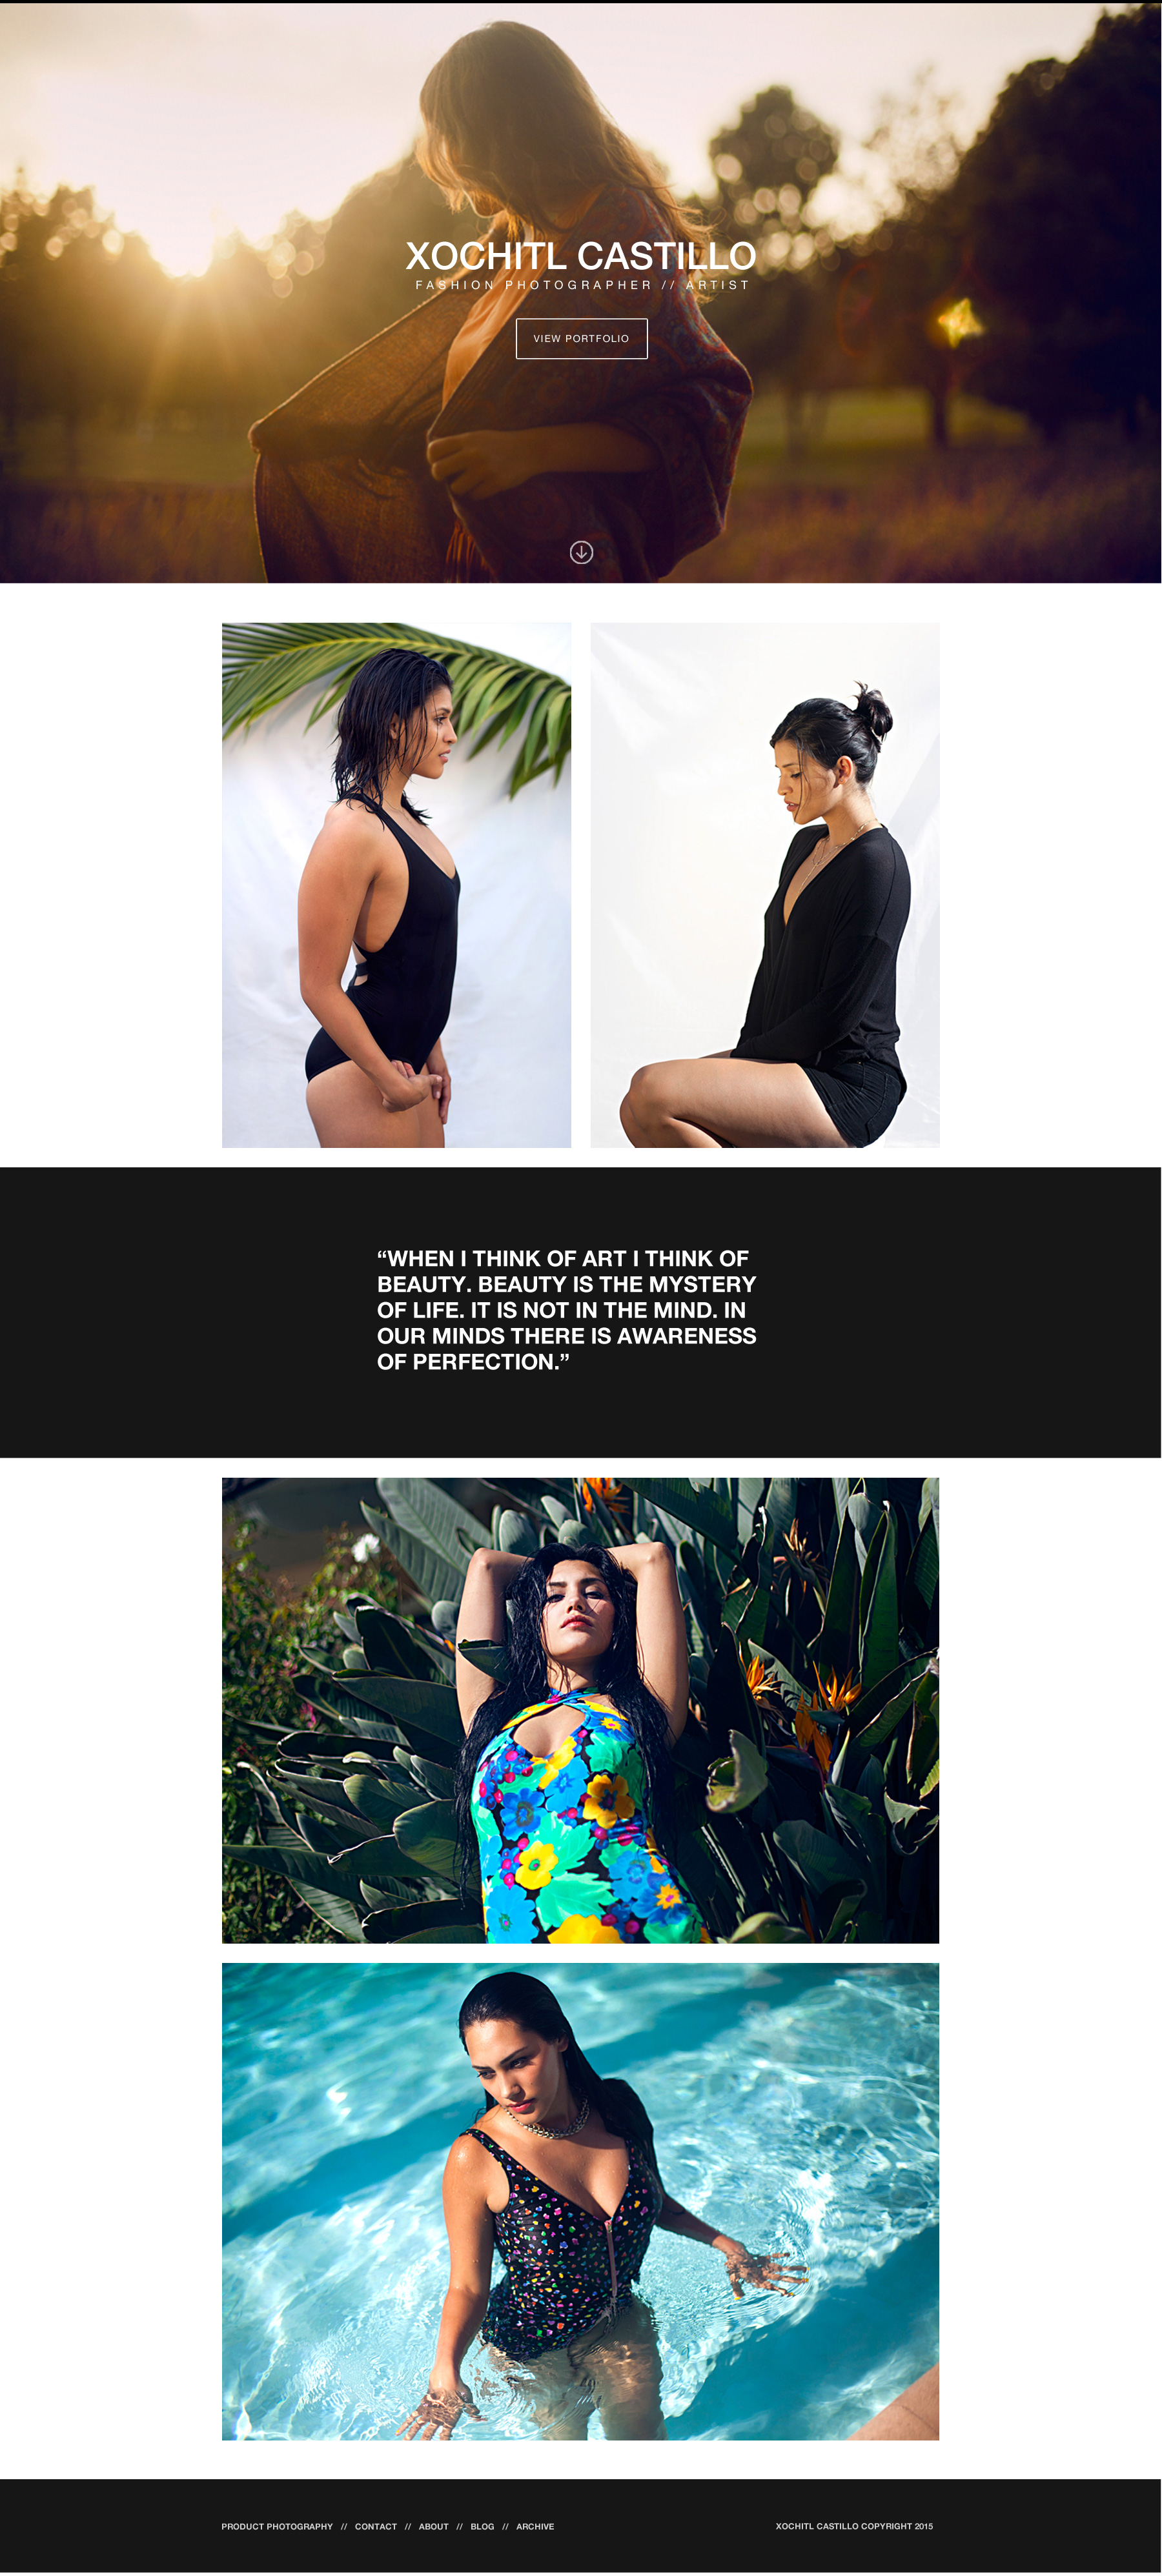 XOCHITL CASTILLO
FASHION PHOTOGRAPHER // ARTIST
VIEW PORTFOLIO
“WHEN I THINK OF ART I THINK OF
BEAUTY. BEAUTY IS THE MYSTERY
OF LIFE. IT IS NOT IN THE MIND. IN
OUR MINDS THERE IS AWARENESS
OF PERFECTION.”
PRODUCT PHOTOGRAPHY // CONTACT // ABOUT // BLOG // ARCHIVE
XOCHITL CASTILLO COPYRIGHT 2015